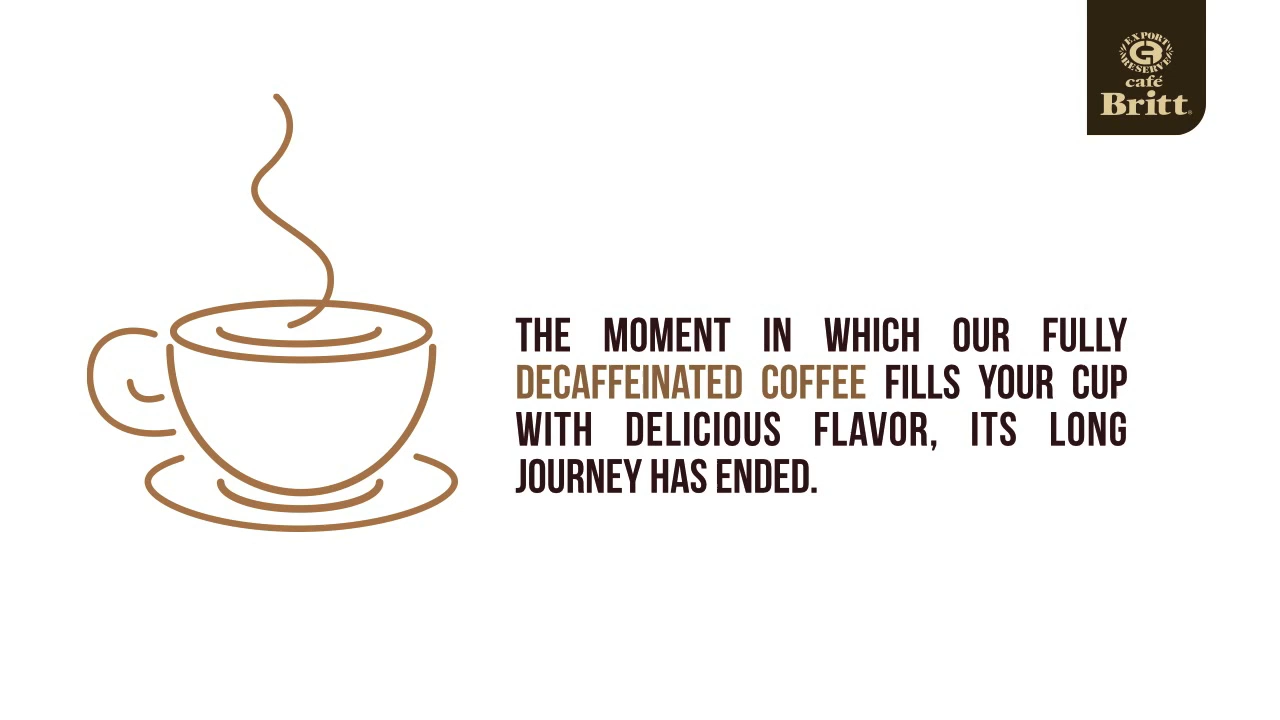 EXPORT
RESERVE
café
Britt®
THE MOMENT IN WHICH OUR FULLY
DECAFFEINATED COFFEE FILLS YOUR CUP
WITH DELICIOUS FLAVOR, ITS LONG
JOURNEY HAS ENDED.